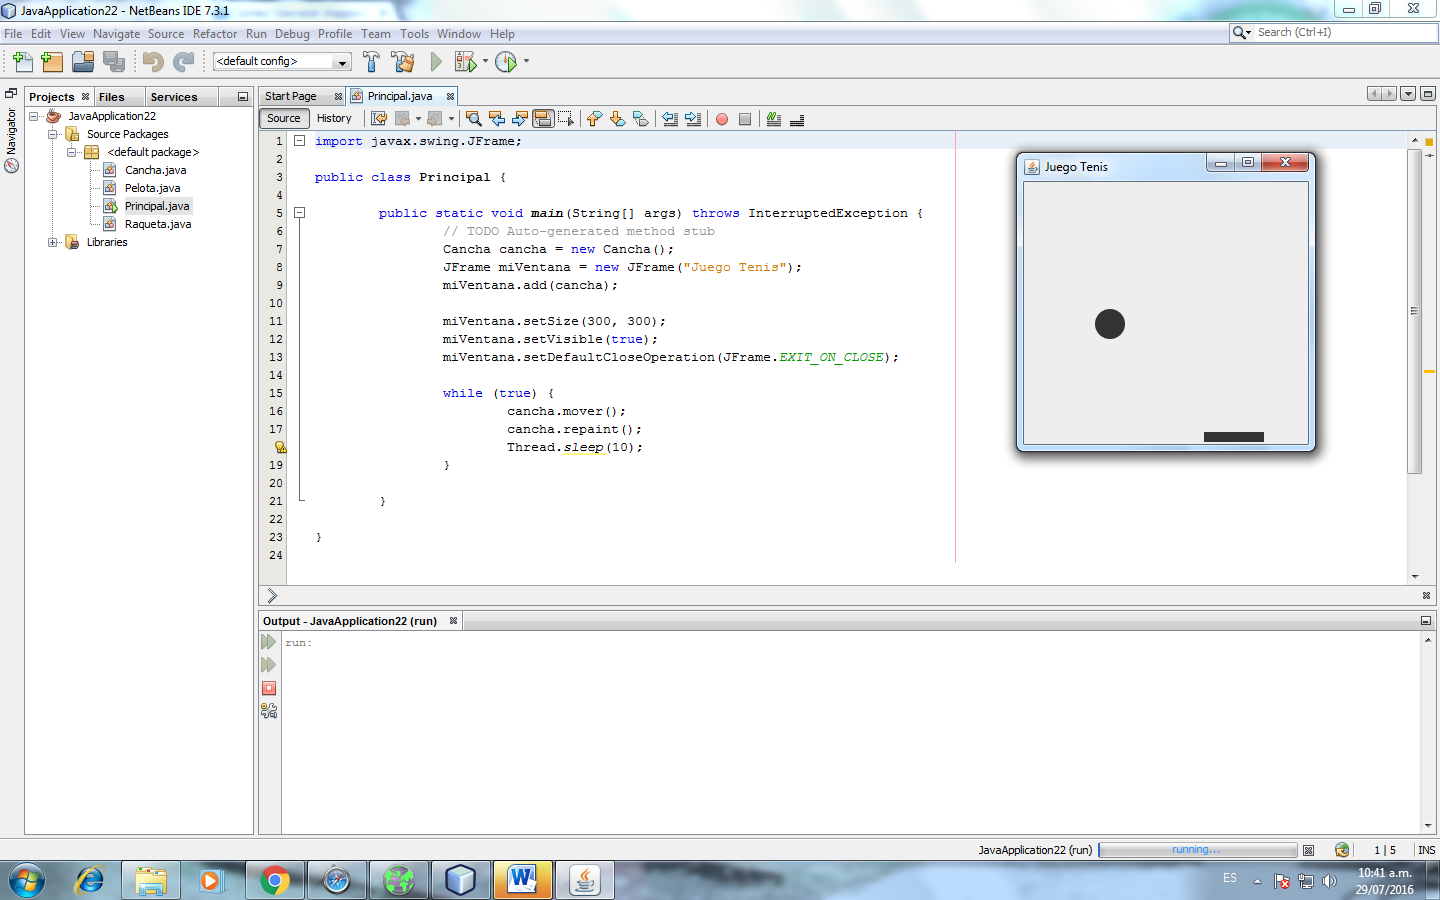 JavaApplication22 - NetBeans IDE 7.3.1
File Edit View Navigate Source Refactor Run Debug Profile Team Tools Window Help
Search (Ctrl+I)
<default config>
Projects Files Services
Navigator
JavaApplication22
Source Packages
<default package>
Cancha.java
Pelota.java
Principal.java
Raqueta.java
Libraries
Start Page Principal.java
Source History
1 import javax.swing.JFrame;
2
3 public class Principal {
4
5 public static void main(String[] args) throws InterruptedException {
6 // TODO Auto-generated method stub
7 Cancha cancha = new Cancha();
8 JFrame miVentana = new JFrame("Juego Tenis");
9 miVentana.add(cancha);
10
11 miVentana.setSize(300, 300);
12 miVentana.setVisible(true);
13 miVentana.setDefaultCloseOperation(JFrame.EXIT_ON_CLOSE);
14
15 while (true) {
16 cancha.mover();
17 cancha.repaint();
Thread.sleep(10);
19 }
20
21 }
22
23 }
24
Juego Tenis
Output - JavaApplication22 (run)
run:
JavaApplication22 (run) running... 1 | 5 INS
ES
10:41 a.m.
29/07/2016